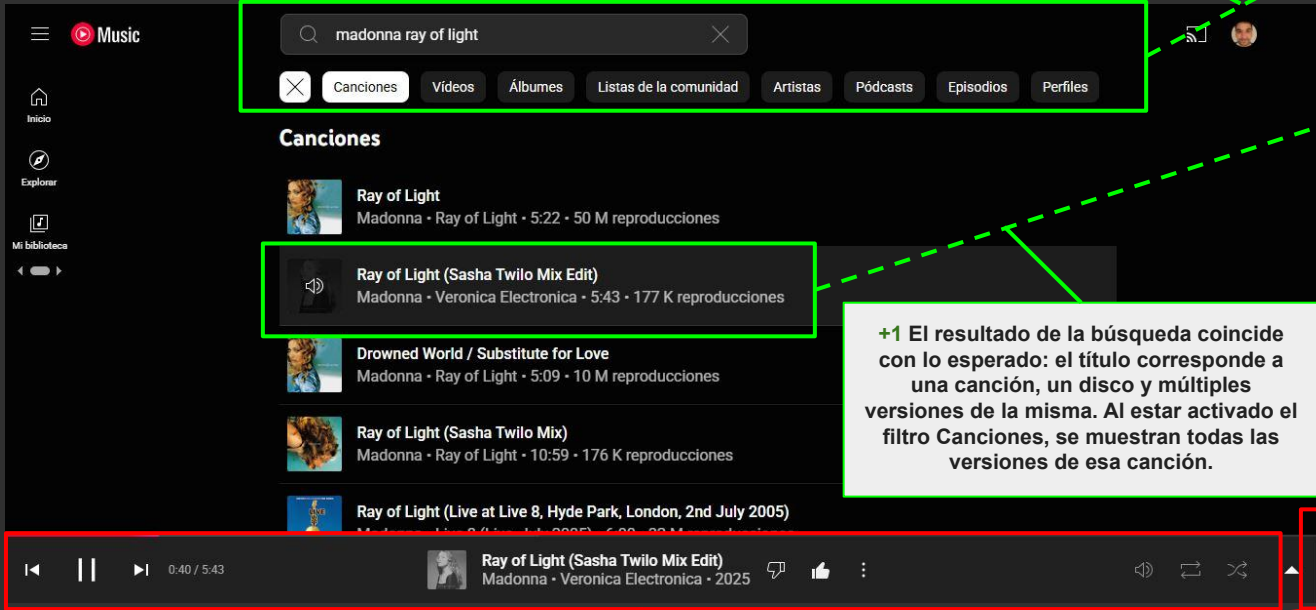 Music
madonna ray of light
Canciones
Vídeos
Álbumes
Listas de la comunidad
Artistas
Pódcasts
Episodios
Perfiles
Inicio
Explorar
Mi biblioteca
Canciones
Ray of Light
Madonna • Ray of Light • 5:22 • 50 M reproducciones
Ray of Light (Sasha Twilo Mix Edit)
Madonna • Veronica Electronica • 5:43 • 177 K reproducciones
Drowned World / Substitute for Love
Madonna • Ray of Light • 5:09 • 10 M reproducciones
Ray of Light (Sasha Twilo Mix)
Madonna • Ray of Light • 10:59 • 176 K reproducciones
Ray of Light (Live at Live 8, Hyde Park, London, 2nd July 2005)
+1 El resultado de la búsqueda coincide
con lo esperado: el título corresponde a
una canción, un disco y múltiples
versiones de la misma. Al estar activado el
filtro Canciones, se muestran todas las
versiones de esa canción.
0:40 / 5:43
Ray of Light (Sasha Twilo Mix Edit)
Madonna • Veronica Electronica • 2025